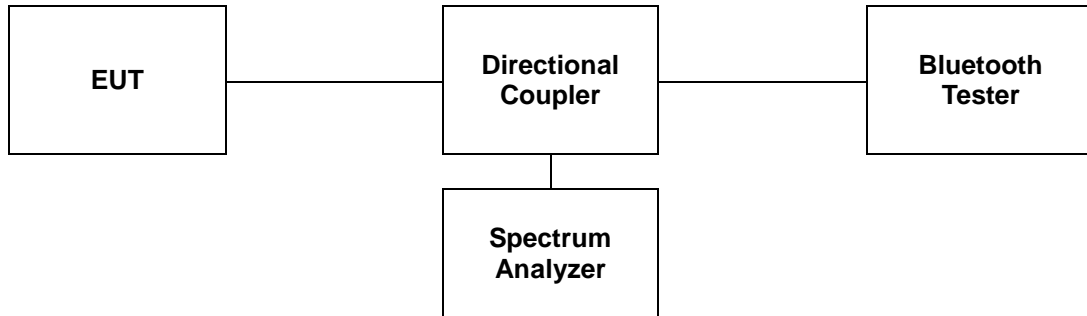 EUT
Directional
Coupler
Bluetooth
Tester
Spectrum
Analyzer